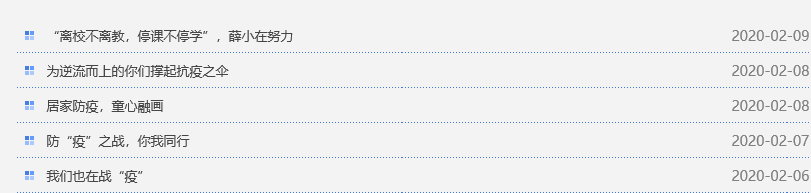 “离校不离教，停课不停学”，薛小在努力 2020-02-09
为逆流而上的你们撑起抗疫之伞 2020-02-08
居家防疫，童心融画 2020-02-08
防“疫”之战，你我同行 2020-02-07
我们也在战“疫” 2020-02-06